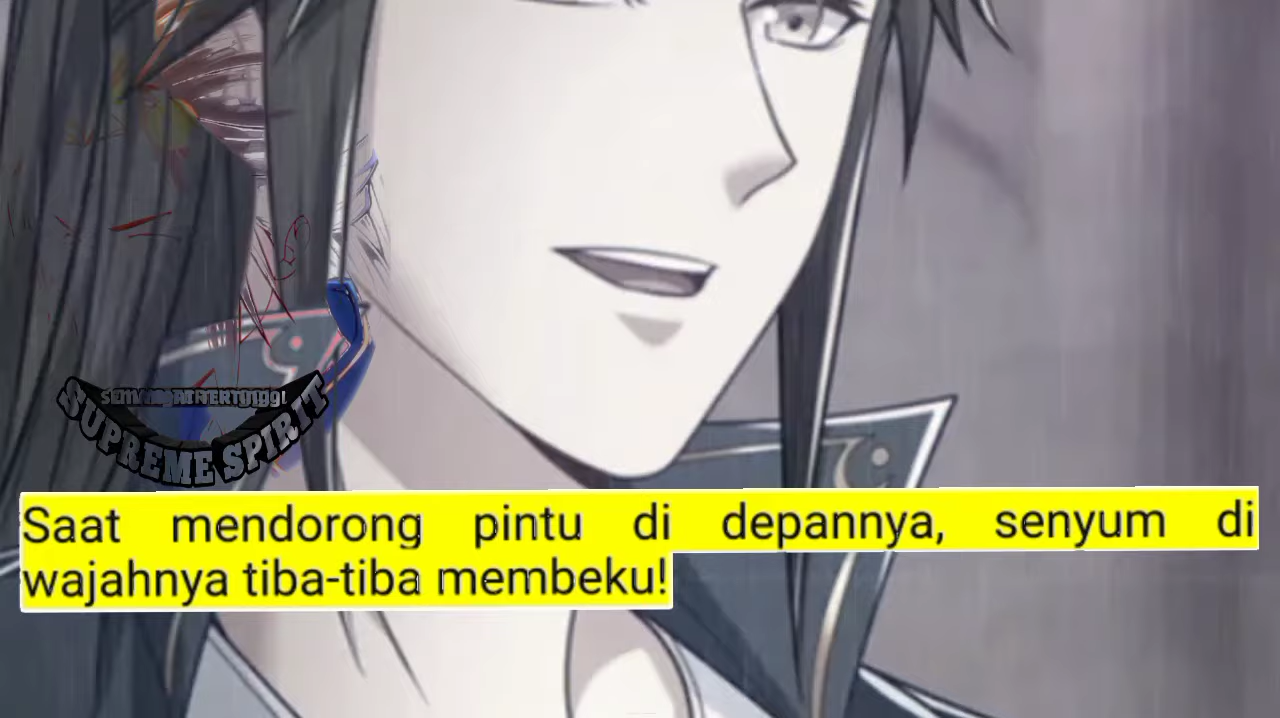 SUPREME SPIRIT
Saat mendorong pintu di depannya, senyum di
wajahnya tiba-tiba membeku!